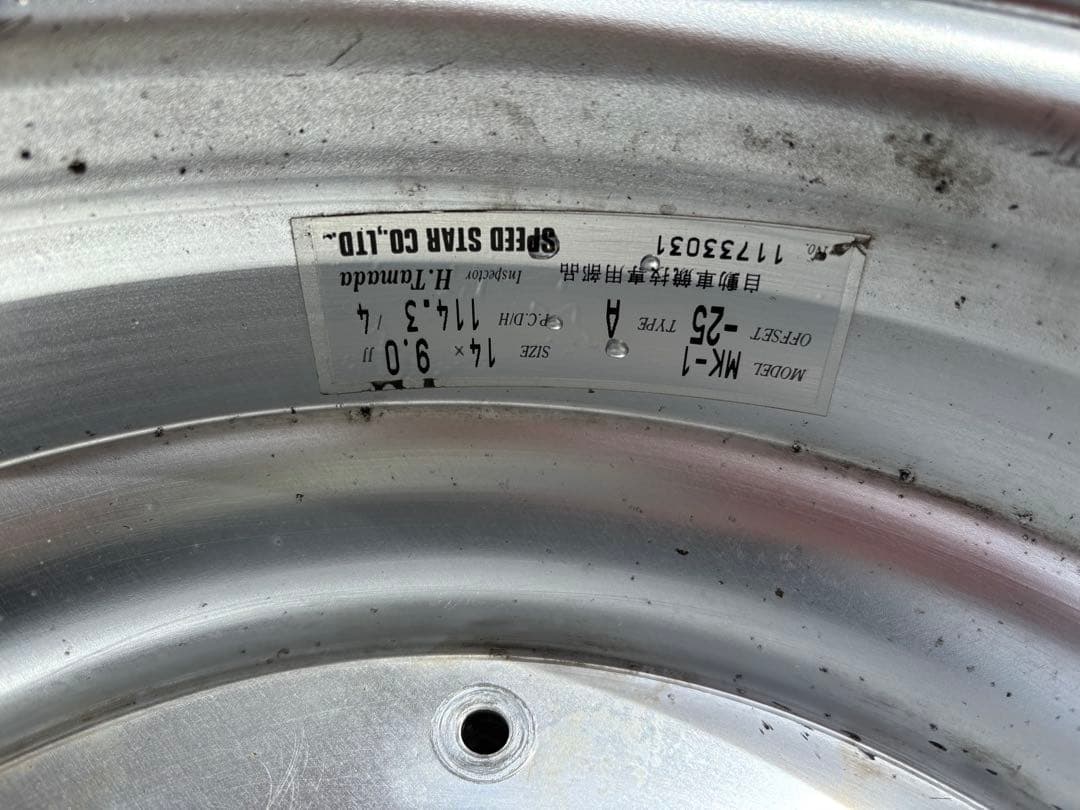 MODEL MK-1 SIZE 14 × 9.0 JJ
OFFSET -25 TYPE A P.C.D/H 114.3 / 4
自動車競技専用部品 Inspector H.Tamada
No. 11733031 SPEED STAR CO.,LTD.